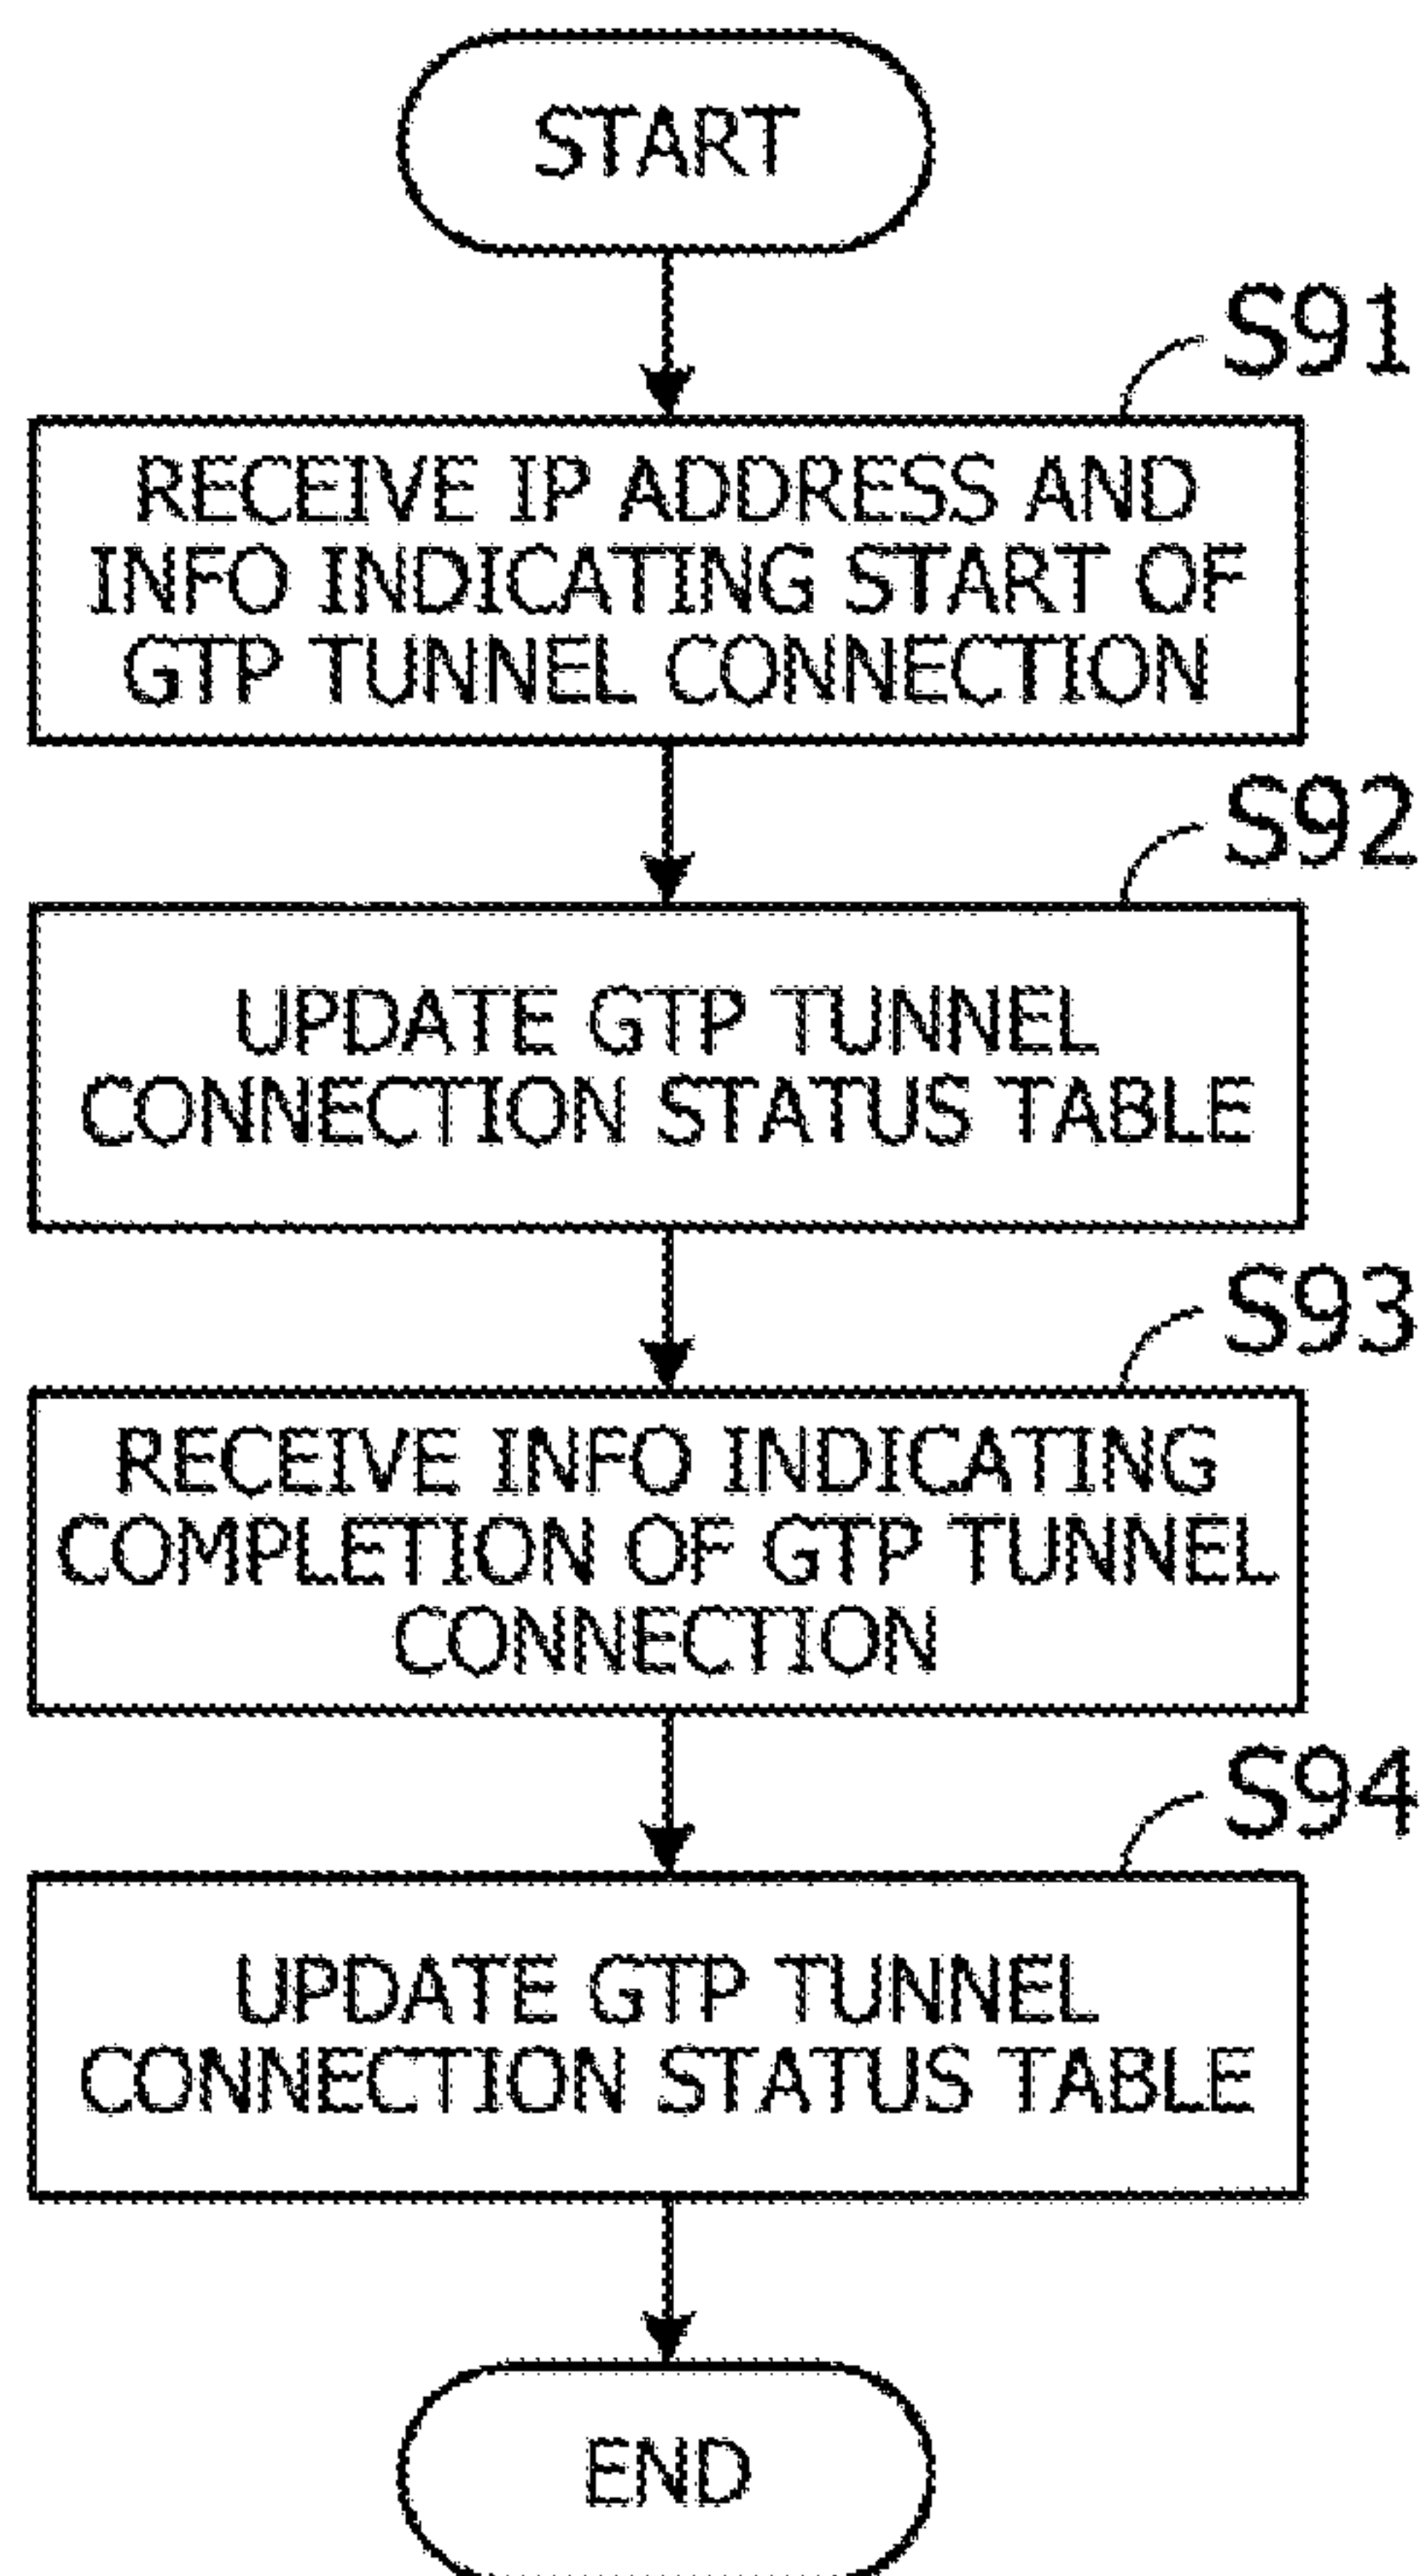 START
S91
RECEIVE IP ADDRESS AND
INFO INDICATING START OF
GTP TUNNEL CONNECTION
S92
UPDATE GTP TUNNEL
CONNECTION STATUS TABLE
S93
RECEIVE INFO INDICATING
COMPLETION OF GTP TUNNEL
CONNECTION
S94
UPDATE GTP TUNNEL
CONNECTION STATUS TABLE
END